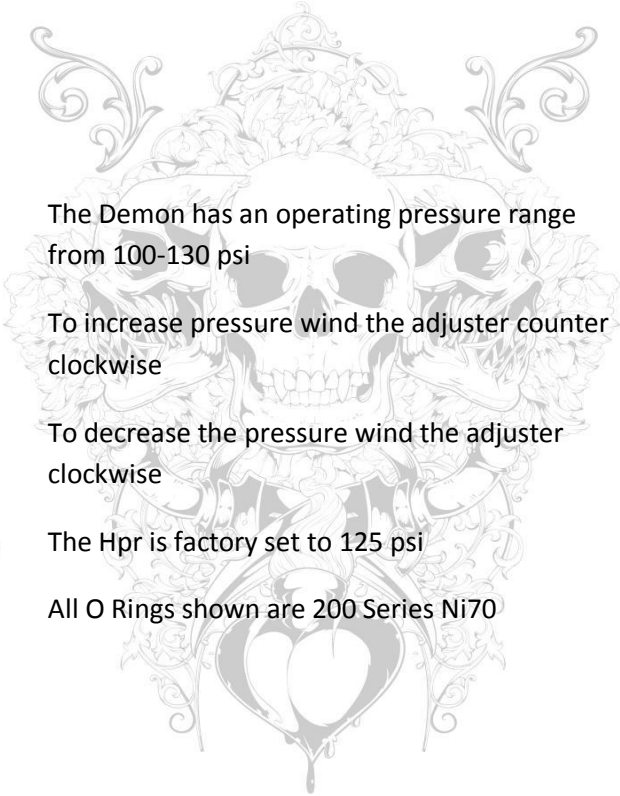 The Demon has an operating pressure range
from 100-130 psi
To increase pressure wind the adjuster counter
clockwise
To decrease the pressure wind the adjuster
clockwise
The Hpr is factory set to 125 psi
All O Rings shown are 200 Series Ni70